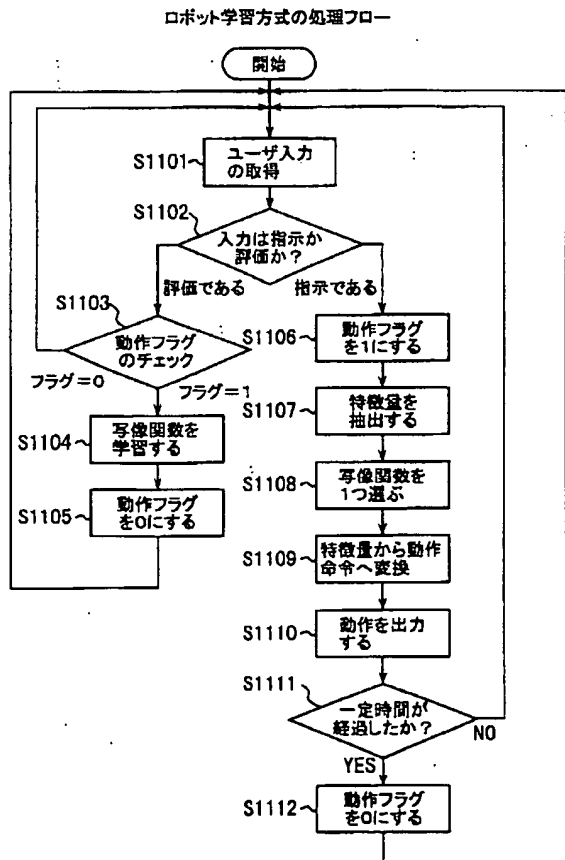 ロボット学習方式の処理フロー
開始
S1101
ユーザ入力
の取得
S1102
入力は指示か
評価か?
評価である
指示である
S1103
動作フラグ
のチェック
フラグ=0
フラグ=1
S1104
写像関数を
学習する
S1105
動作フラグ
を0にする
S1106
動作フラグ
を1にする
S1107
特徴量を
抽出する
S1108
写像関数を
1つ選ぶ
S1109
特徴量から動作
命令へ変換
S1110
動作を出力
する
S1111
一定時間が
経過したか?
NO
YES
S1112
動作フラグ
を0にする